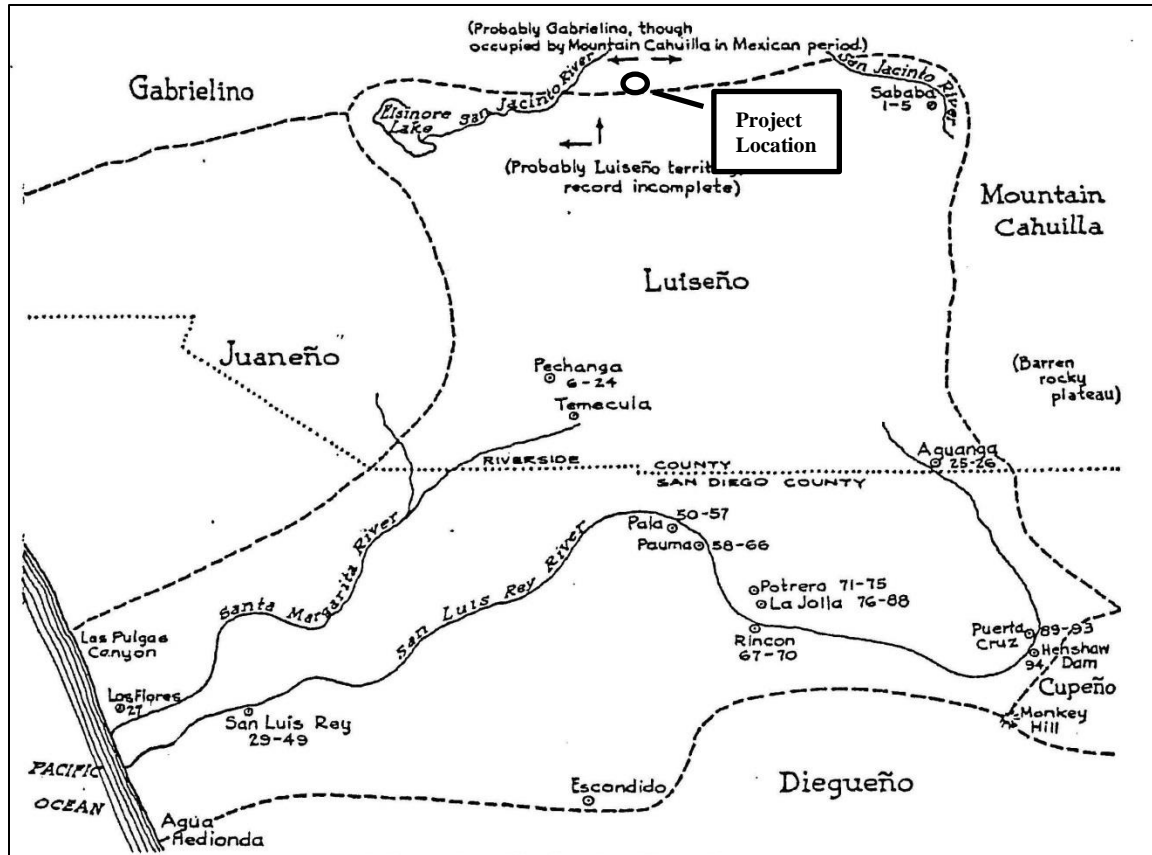 (Probably Gabrielino, though
occupied by Mountain Cahuilla in Mexican period.)
Gabrielino
San Jacinto River
San Jacinto River
Sababa
1-5
Elsinore
Lake
Project
Location
(Probably Luiseño
record incomplete)
Mountain
Cahuilla
Luiseño
Juaneño
Pechanga
6-24
Temecula
(Barren
rocky
plateau)
RIVERSIDE COUNTY
SAN DIEGO COUNTY
Aguanga
25-26
Pala 50-57
Pauma 58-66
Santa Margarita River
San Luis Rey River
Potrero 71-75
La Jolla 76-88
Rincon
67-70
Puerta
Cruz 89-93
Henshaw
94 Dam
Cupeño
Monkey
Hill
Las Pulgas
Canyon
Los Flores
27
San Luis Rey
29-49
PACIFIC
OCEAN
Escondido
Diegueño
Agua
Hedionda